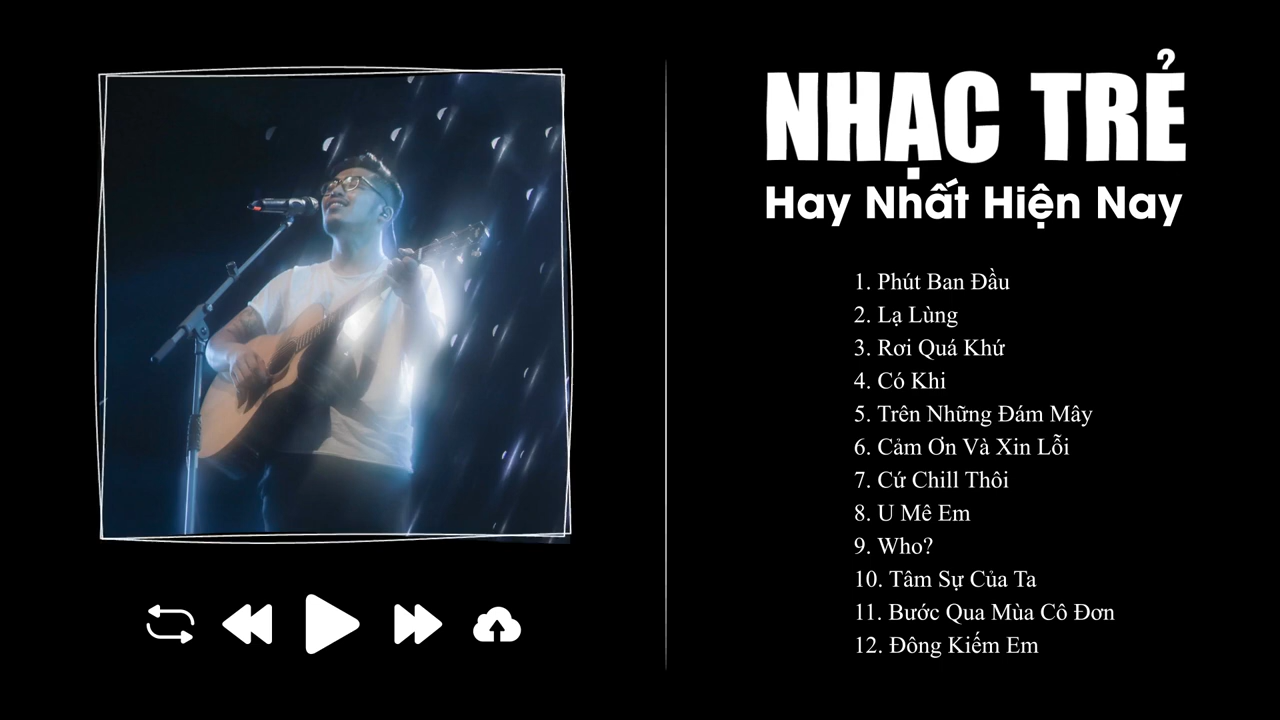 NHẠC TRẺ
Hay Nhất Hiện Nay
1. Phút Ban Đầu
2. Lạ Lùng
3. Rơi Quá Khứ
4. Có Khi
5. Trên Những Đám Mây
6. Cảm Ơn Và Xin Lỗi
7. Cứ Chill Thôi
8. U Mê Em
9. Who?
10. Tâm Sự Của Ta
11. Bước Qua Mùa Cô Đơn
12. Đông Kiếm Em